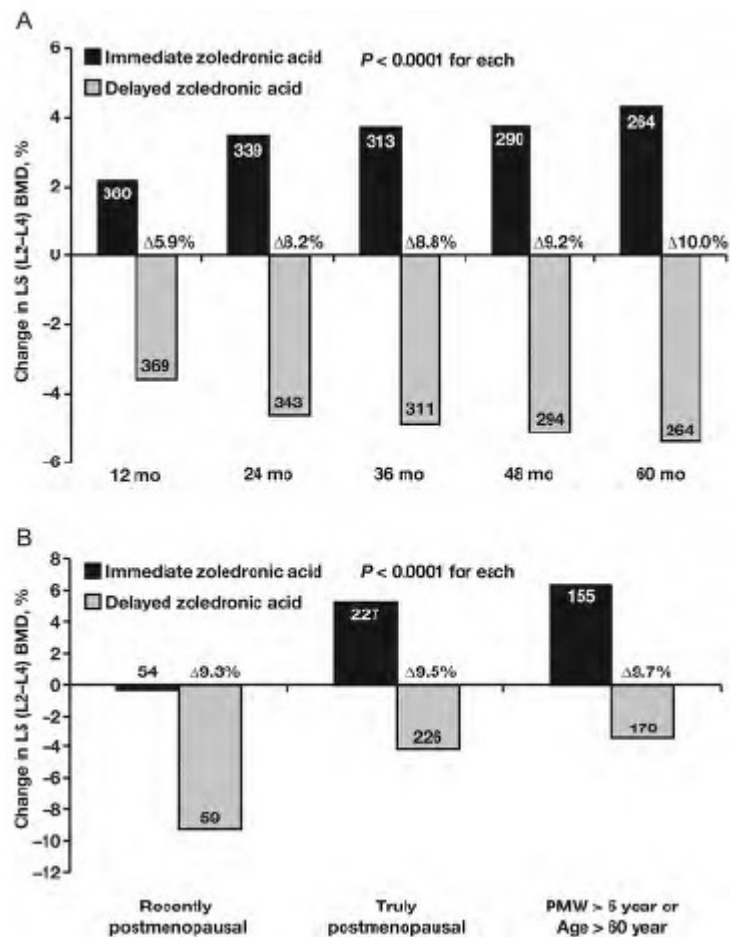 A
Immediate zoledronic acid
P < 0.0001 for each
Delayed zoledronic acid
Change in LS (L2–L4) BMD, %
6
4
2
0
−2
−4
−6
360
339
313
290
264
Δ5.9%
Δ8.2%
Δ8.8%
Δ9.2%
Δ10.0%
369
343
311
294
264
12 mo
24 mo
36 mo
48 mo
60 mo
B
Immediate zoledronic acid
P < 0.0001 for each
Delayed zoledronic acid
Change in LS (L2–L4) BMD, %
8
6
4
2
0
−2
−4
−6
−8
−10
−12
54
155
Δ9.3%
Δ9.5%
226
170
Recently
postmenopausal
Truly
postmenopausal
PMW > 5 year or
Age > 60 year